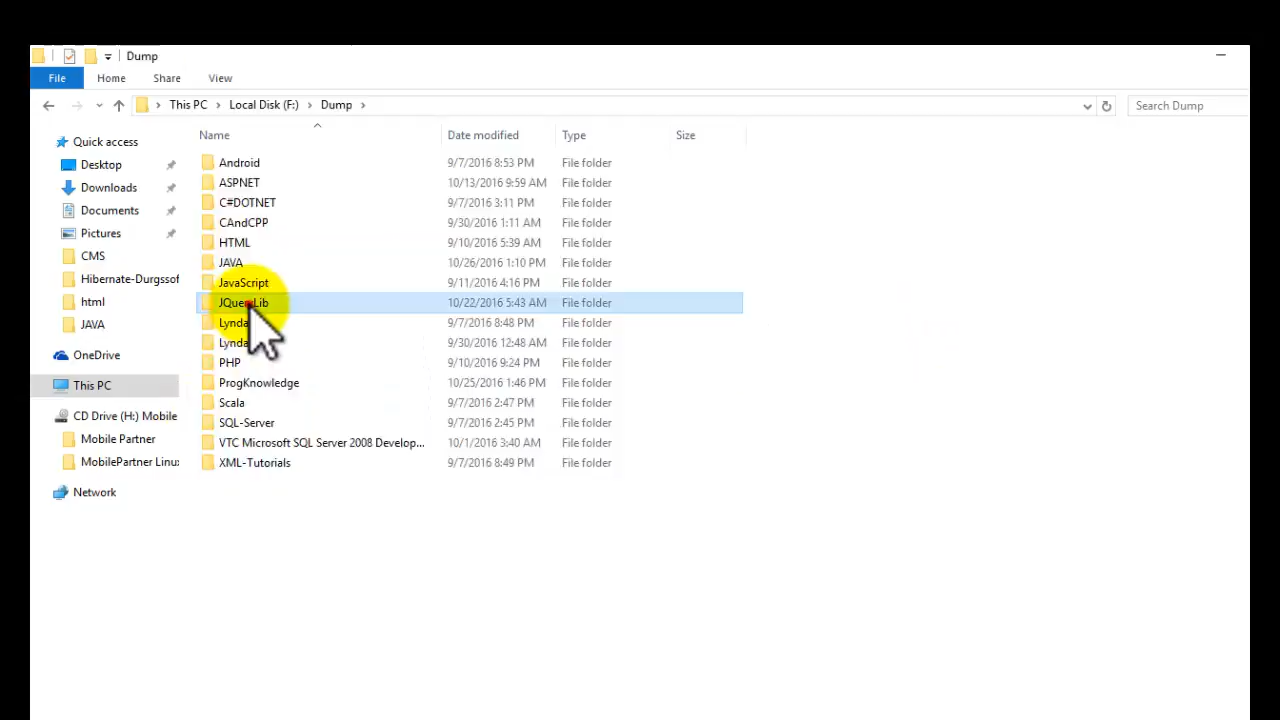 Dump
File Home Share View
This PC Local Disk (F:) Dump Search Dump
Name Date modified Type Size
Quick access
Desktop
Downloads
Documents
Pictures
CMS
Hibernate-Durgssof
html
JAVA
OneDrive
This PC
CD Drive (H:) Mobile
Mobile Partner
MobilePartner Linu
Network
Android 9/7/2016 8:53 PM File folder
ASPNET 10/13/2016 9:59 AM File folder
C#DOTNET 9/7/2016 3:11 PM File folder
CAndCPP 9/30/2016 1:11 AM File folder
HTML 9/10/2016 5:39 AM File folder
JAVA 10/26/2016 1:10 PM File folder
JavaScript 9/11/2016 4:16 PM File folder
10/22/2016 5:43 AM File folder
Lynda 9/7/2016 8:48 PM File folder
Lynda 9/30/2016 12:48 AM File folder
PHP 9/10/2016 9:24 PM File folder
ProgKnowledge 10/25/2016 1:46 PM File folder
Scala 9/7/2016 2:47 PM File folder
SQL-Server 9/7/2016 2:45 PM File folder
VTC Microsoft SQL Server 2008 Develop... 10/1/2016 3:40 AM File folder
XML-Tutorials 9/7/2016 8:49 PM File folder